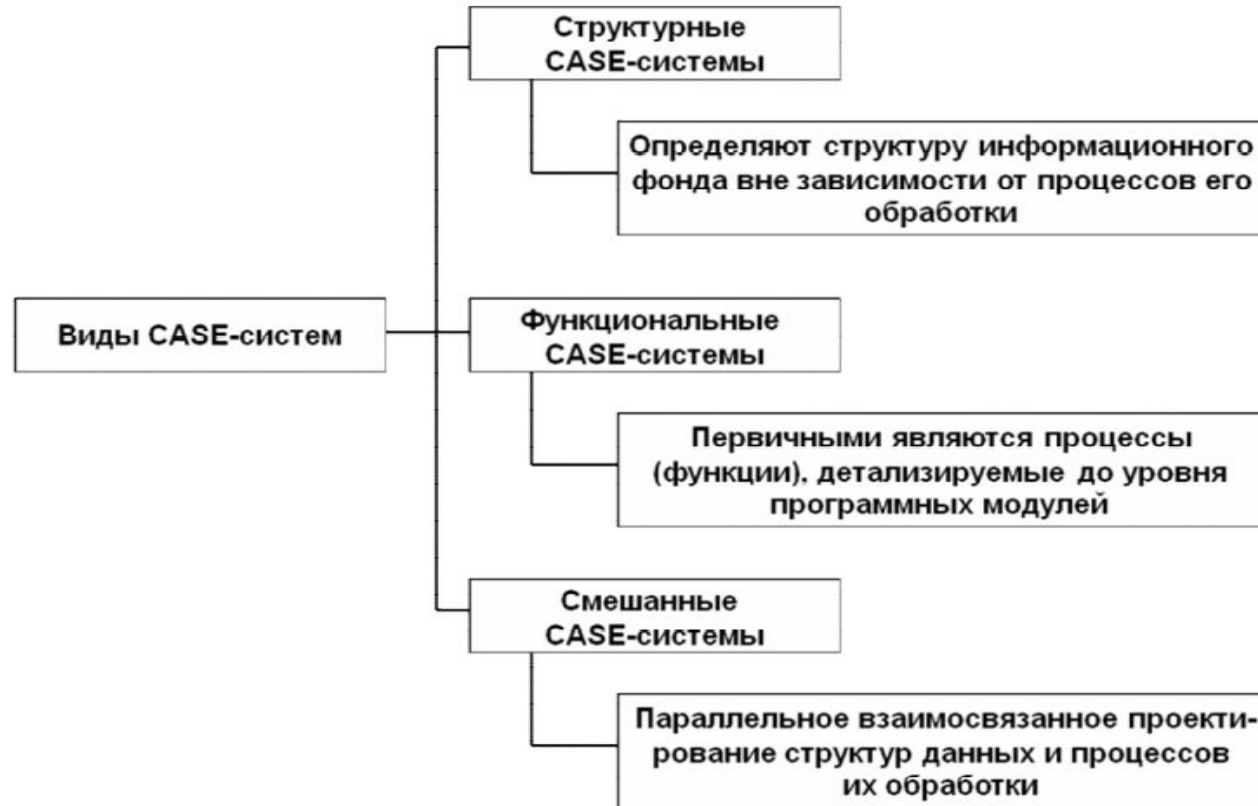 Структурные
CASE-системы
Определяют структуру информационного
фонда вне зависимости от процессов его
обработки
Виды CASE-систем
Функциональные
CASE-системы
Первичными являются процессы
(функции), детализируемые до уровня
программных модулей
Смешанные
CASE-системы
Параллельное взаимосвязанное проекти-
рование структур данных и процессов
их обработки